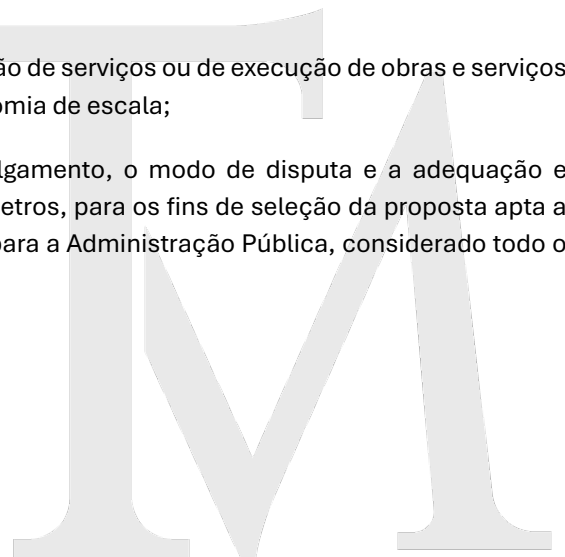 ão de serviços ou de execução de obras e serviços
omia de escala;
lgamento, o modo de disputa e a adequação e
etros, para os fins de seleção da proposta apta a
para a Administração Pública, considerado todo o